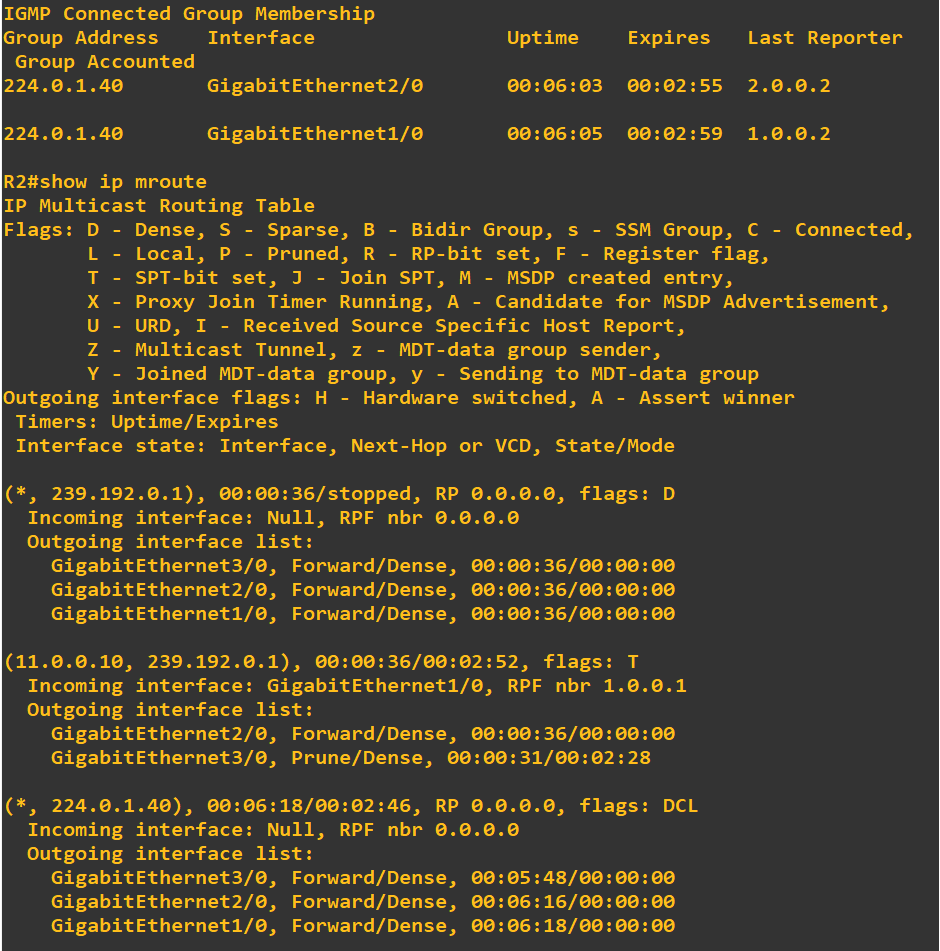 IGMP Connected Group Membership
Group Address    Interface                Uptime    Expires   Last Reporter
 Group Accounted
224.0.1.40       GigabitEthernet2/0       00:06:03  00:02:55  2.0.0.2
224.0.1.40       GigabitEthernet1/0       00:06:05  00:02:59  1.0.0.2
R2#show ip mroute
IP Multicast Routing Table
Flags: D - Dense, S - Sparse, B - Bidir Group, s - SSM Group, C - Connected,
       L - Local, P - Pruned, R - RP-bit set, F - Register flag,
       T - SPT-bit set, J - Join SPT, M - MSDP created entry,
       X - Proxy Join Timer Running, A - Candidate for MSDP Advertisement,
       U - URD, I - Received Source Specific Host Report,
       Z - Multicast Tunnel, z - MDT-data group sender,
       Y - Joined MDT-data group, y - Sending to MDT-data group
Outgoing interface flags: H - Hardware switched, A - Assert winner
 Timers: Uptime/Expires
 Interface state: Interface, Next-Hop or VCD, State/Mode
(*, 239.192.0.1), 00:00:36/stopped, RP 0.0.0.0, flags: D
  Incoming interface: Null, RPF nbr 0.0.0.0
  Outgoing interface list:
    GigabitEthernet3/0, Forward/Dense, 00:00:36/00:00:00
    GigabitEthernet2/0, Forward/Dense, 00:00:36/00:00:00
    GigabitEthernet1/0, Forward/Dense, 00:00:36/00:00:00
(11.0.0.10, 239.192.0.1), 00:00:36/00:02:52, flags: T
  Incoming interface: GigabitEthernet1/0, RPF nbr 1.0.0.1
  Outgoing interface list:
    GigabitEthernet2/0, Forward/Dense, 00:00:36/00:00:00
    GigabitEthernet3/0, Prune/Dense, 00:00:31/00:02:28
(*, 224.0.1.40), 00:06:18/00:02:46, RP 0.0.0.0, flags: DCL
  Incoming interface: Null, RPF nbr 0.0.0.0
  Outgoing interface list:
    GigabitEthernet3/0, Forward/Dense, 00:05:48/00:00:00
    GigabitEthernet2/0, Forward/Dense, 00:06:16/00:00:00
    GigabitEthernet1/0, Forward/Dense, 00:06:18/00:00:00